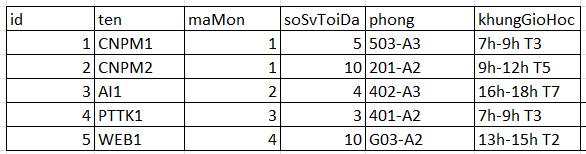 id ten maMon soSvToiDa phong khungGioHoc
1 CNPM1 1 5 503-A3 7h-9h T3
2 CNPM2 1 10 201-A2 9h-12h T5
3 AI1 2 4 402-A3 16h-18h T7
4 PTTK1 3 3 401-A2 7h-9h T3
5 WEB1 4 10 G03-A2 13h-15h T2